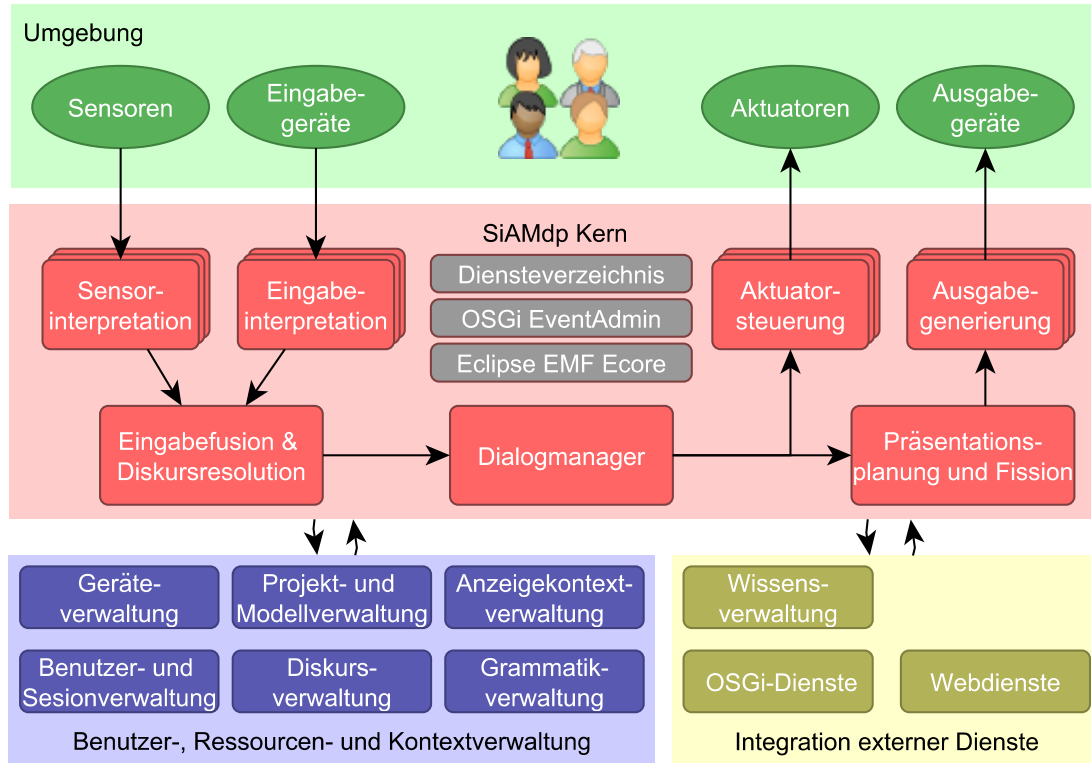 Umgebung
Sensoren
Eingabe-
geräte
Aktuatoren
Ausgabe-
geräte
SiAMdp Kern
Sensor-
interpretation
Eingabe-
interpretation
Diensteverzeichnis
OSGi EventAdmin
Eclipse EMF Ecore
Aktuator-
steuerung
Ausgabe-
generierung
Eingabefusion &
Diskursresolution
Dialogmanager
Präsentations-
planung und Fission
Geräte-
verwaltung
Projekt- und
Modellverwaltung
Anzeigekontext-
verwaltung
Benutzer- und
Sesionverwaltung
Diskurs-
verwaltung
Grammatik-
verwaltung
Benutzer-, Ressourcen- und Kontextverwaltung
Wissens-
verwaltung
OSGi-Dienste
Webdienste
Integration externer Dienste